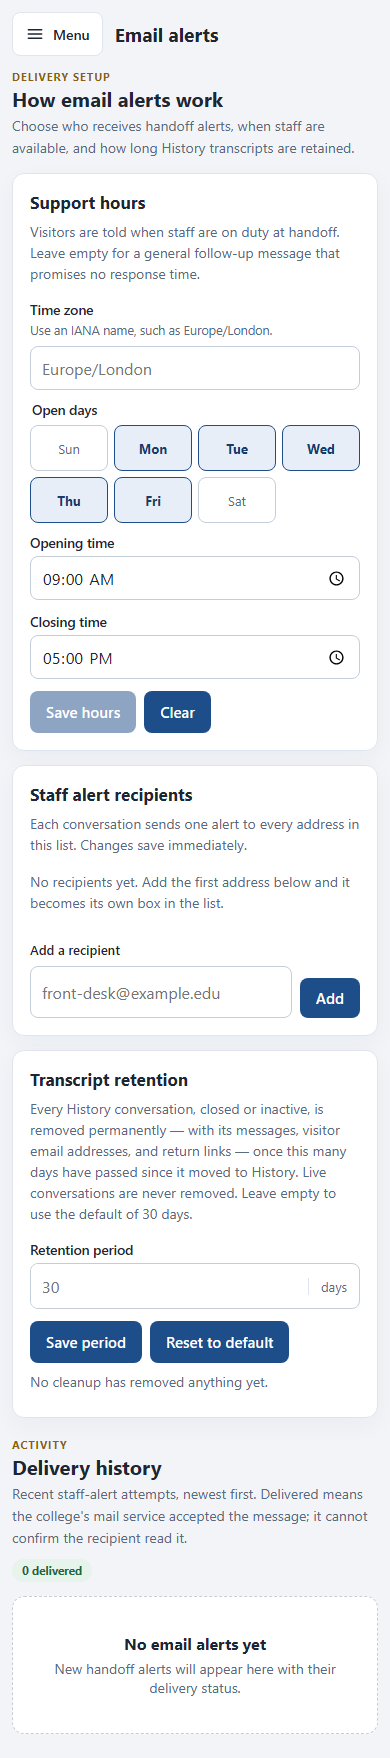 Menu
Email alerts
DELIVERY SETUP
How email alerts work
Choose who receives handoff alerts, when staff are
available, and how long History transcripts are retained.
Support hours
Visitors are told when staff are on duty at handoff.
Leave empty for a general follow-up message that
promises no response time.
Time zone
Use an IANA name, such as Europe/London.
Europe/London
Open days
Sun Mon Tue Wed
Thu Fri Sat
Opening time
09:00 AM
Closing time
05:00 PM
Save hours Clear
Staff alert recipients
Each conversation sends one alert to every address in
this list. Changes save immediately.
No recipients yet. Add the first address below and it
becomes its own box in the list.
Add a recipient
front-desk@example.edu Add
Transcript retention
Every History conversation, closed or inactive, is
removed permanently — with its messages, visitor
email addresses, and return links — once this many
days have passed since it moved to History. Live
conversations are never removed. Leave empty to
use the default of 30 days.
Retention period
30 days
Save period Reset to default
No cleanup has removed anything yet.
ACTIVITY
Delivery history
Recent staff-alert attempts, newest first. Delivered means
the college's mail service accepted the message; it cannot
confirm the recipient read it.
0 delivered
No email alerts yet
New handoff alerts will appear here with their
delivery status.